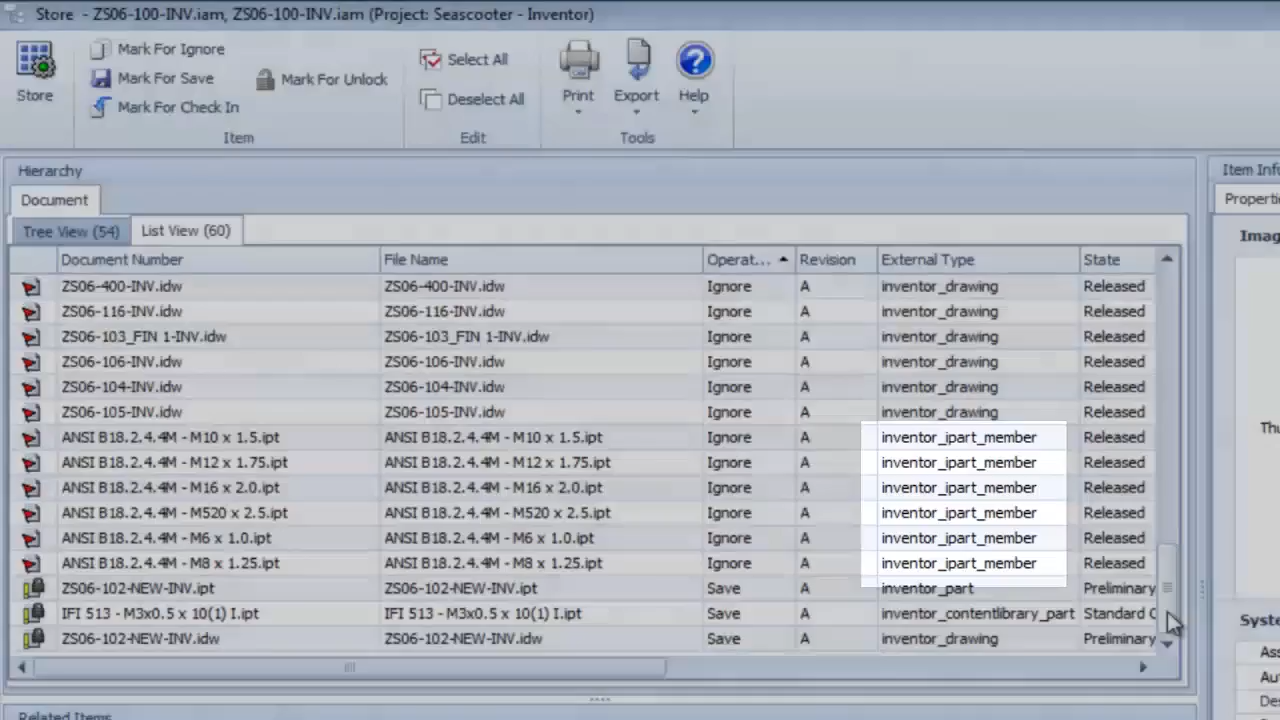 Store - ZS06-100-INV.iam, ZS06-100-INV.iam (Project: Seascooter - Inventor)
Mark For Ignore
Mark For Save
Mark For Check In
Mark For Unlock
Select All
Deselect All
Store
Print
Export
Help
Item
Edit
Tools
Hierarchy
Document
Tree View (54) List View (60)
Document Number File Name Operat... Revision External Type State
ZS06-400-INV.idw ZS06-400-INV.idw Ignore A inventor_drawing Released
ZS06-116-INV.idw ZS06-116-INV.idw Ignore A inventor_drawing Released
ZS06-103_FIN 1-INV.idw ZS06-103_FIN 1-INV.idw Ignore A inventor_drawing Released
ZS06-106-INV.idw ZS06-106-INV.idw Ignore A inventor_drawing Released
ZS06-104-INV.idw ZS06-104-INV.idw Ignore A inventor_drawing Released
ZS06-105-INV.idw ZS06-105-INV.idw Ignore A inventor_drawing Released
ANSI B18.2.4.4M - M10 x 1.5.ipt ANSI B18.2.4.4M - M10 x 1.5.ipt Ignore A inventor_ipart_member Released
ANSI B18.2.4.4M - M12 x 1.75.ipt ANSI B18.2.4.4M - M12 x 1.75.ipt Ignore A inventor_ipart_member Released
ANSI B18.2.4.4M - M16 x 2.0.ipt ANSI B18.2.4.4M - M16 x 2.0.ipt Ignore A inventor_ipart_member Released
ANSI B18.2.4.4M - M520 x 2.5.ipt ANSI B18.2.4.4M - M520 x 2.5.ipt Ignore A inventor_ipart_member Released
ANSI B18.2.4.4M - M6 x 1.0.ipt ANSI B18.2.4.4M - M6 x 1.0.ipt Ignore A inventor_ipart_member Released
ANSI B18.2.4.4M - M8 x 1.25.ipt ANSI B18.2.4.4M - M8 x 1.25.ipt Ignore A inventor_ipart_member Released
ZS06-102-NEW-INV.ipt ZS06-102-NEW-INV.ipt Save inventor_part Preliminary
IFI 513 - M3x0.5 x 10(1) I.ipt IFI 513 - M3x0.5 x 10(1) I.ipt Save inventor_contentlibrary_part Standard C
ZS06-102-NEW-INV.idw ZS06-102-NEW-INV.idw Save inventor_drawing Preliminary
Related Items
Item Inf
Properti
Imag
Thu
Syste
Ass
Aut
Des